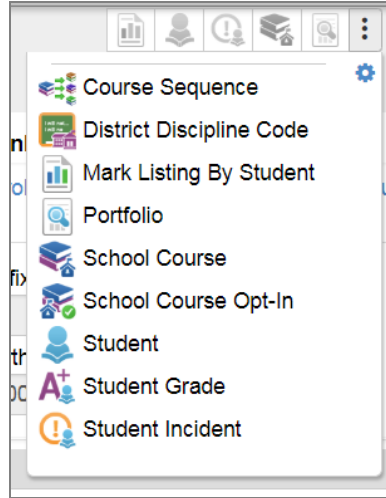 Course Sequence
District Discipline Code
Mark Listing By Student
Portfolio
School Course
School Course Opt-In
Student
A+ Student Grade
Student Incident